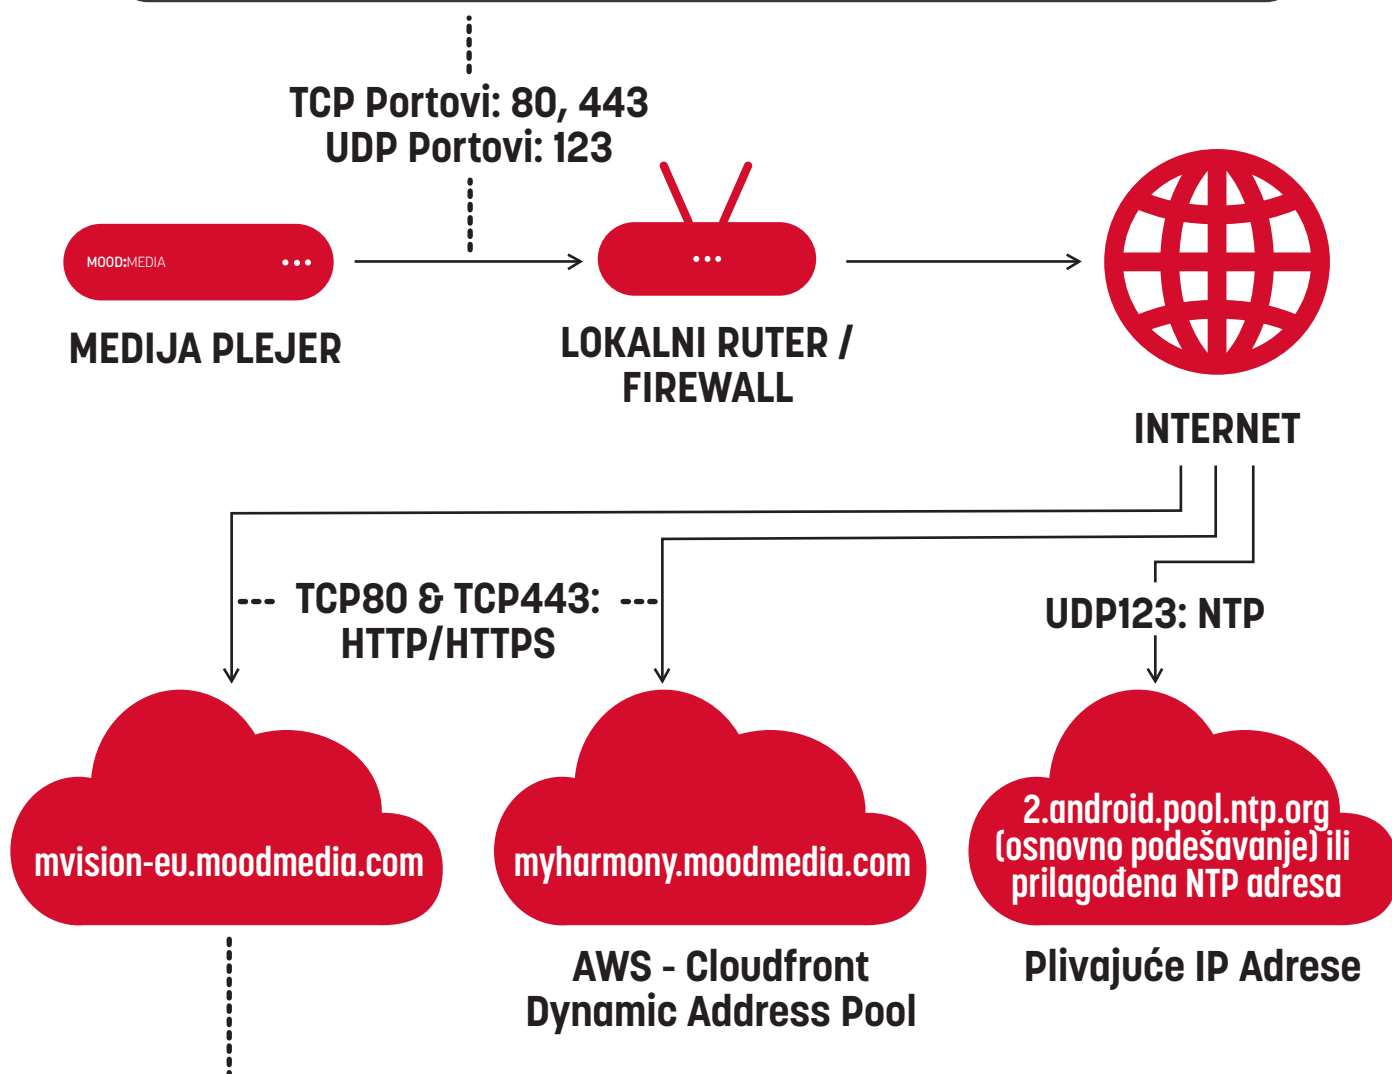 TCP Portovi: 80, 443
UDP Portovi: 123
MOOD:MEDIA
MEDIJA PLEJER
LOKALNI RUTER /
FIREWALL
INTERNET
TCP80 & TCP443:
HTTP/HTTPS
UDP123: NTP
mvision-eu.moodmedia.com
myharmony.moodmedia.com
2.android.pool.ntp.org
(osnovno podešavanje) ili
prilagođena NTP adresa
AWS - Cloudfront
Dynamic Address Pool
Plivajuće IP Adrese